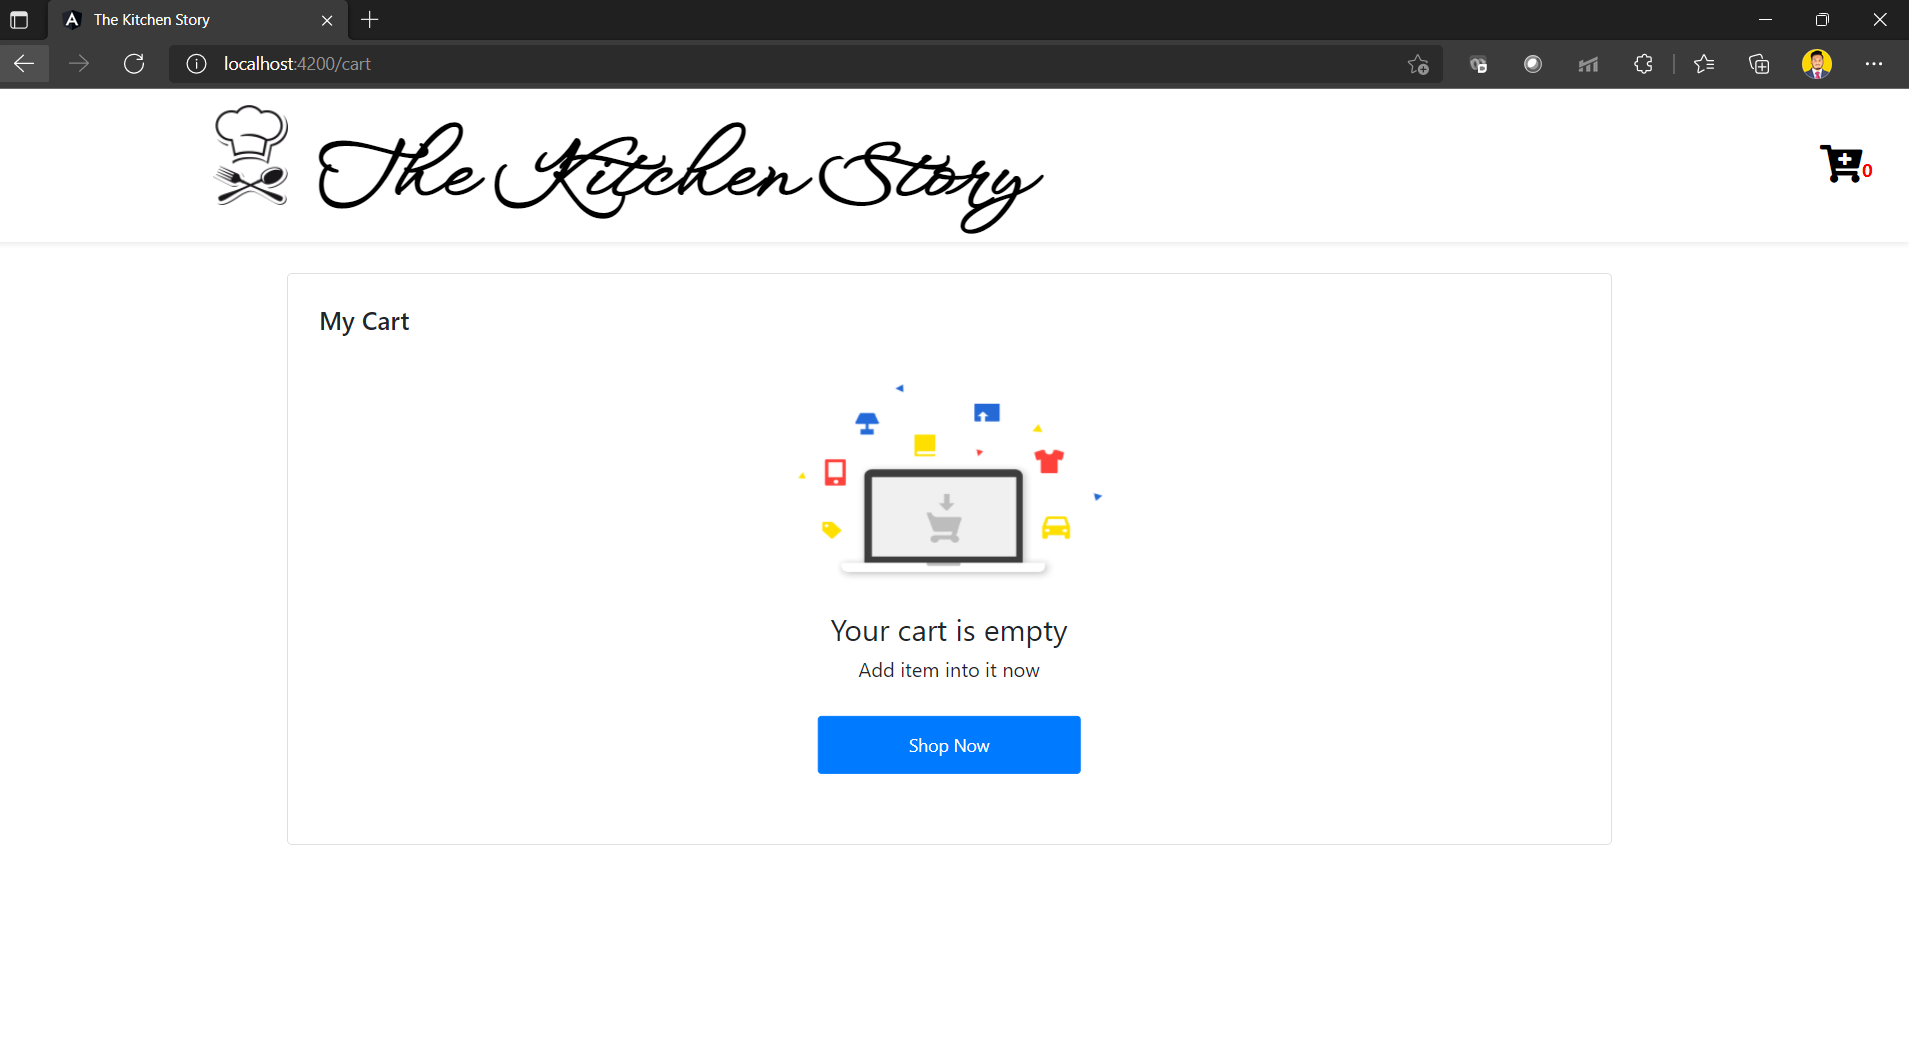 The Kitchen Story
localhost:4200/cart
The Kitchen Story
0
My Cart
Your cart is empty
Add item into it now
Shop Now